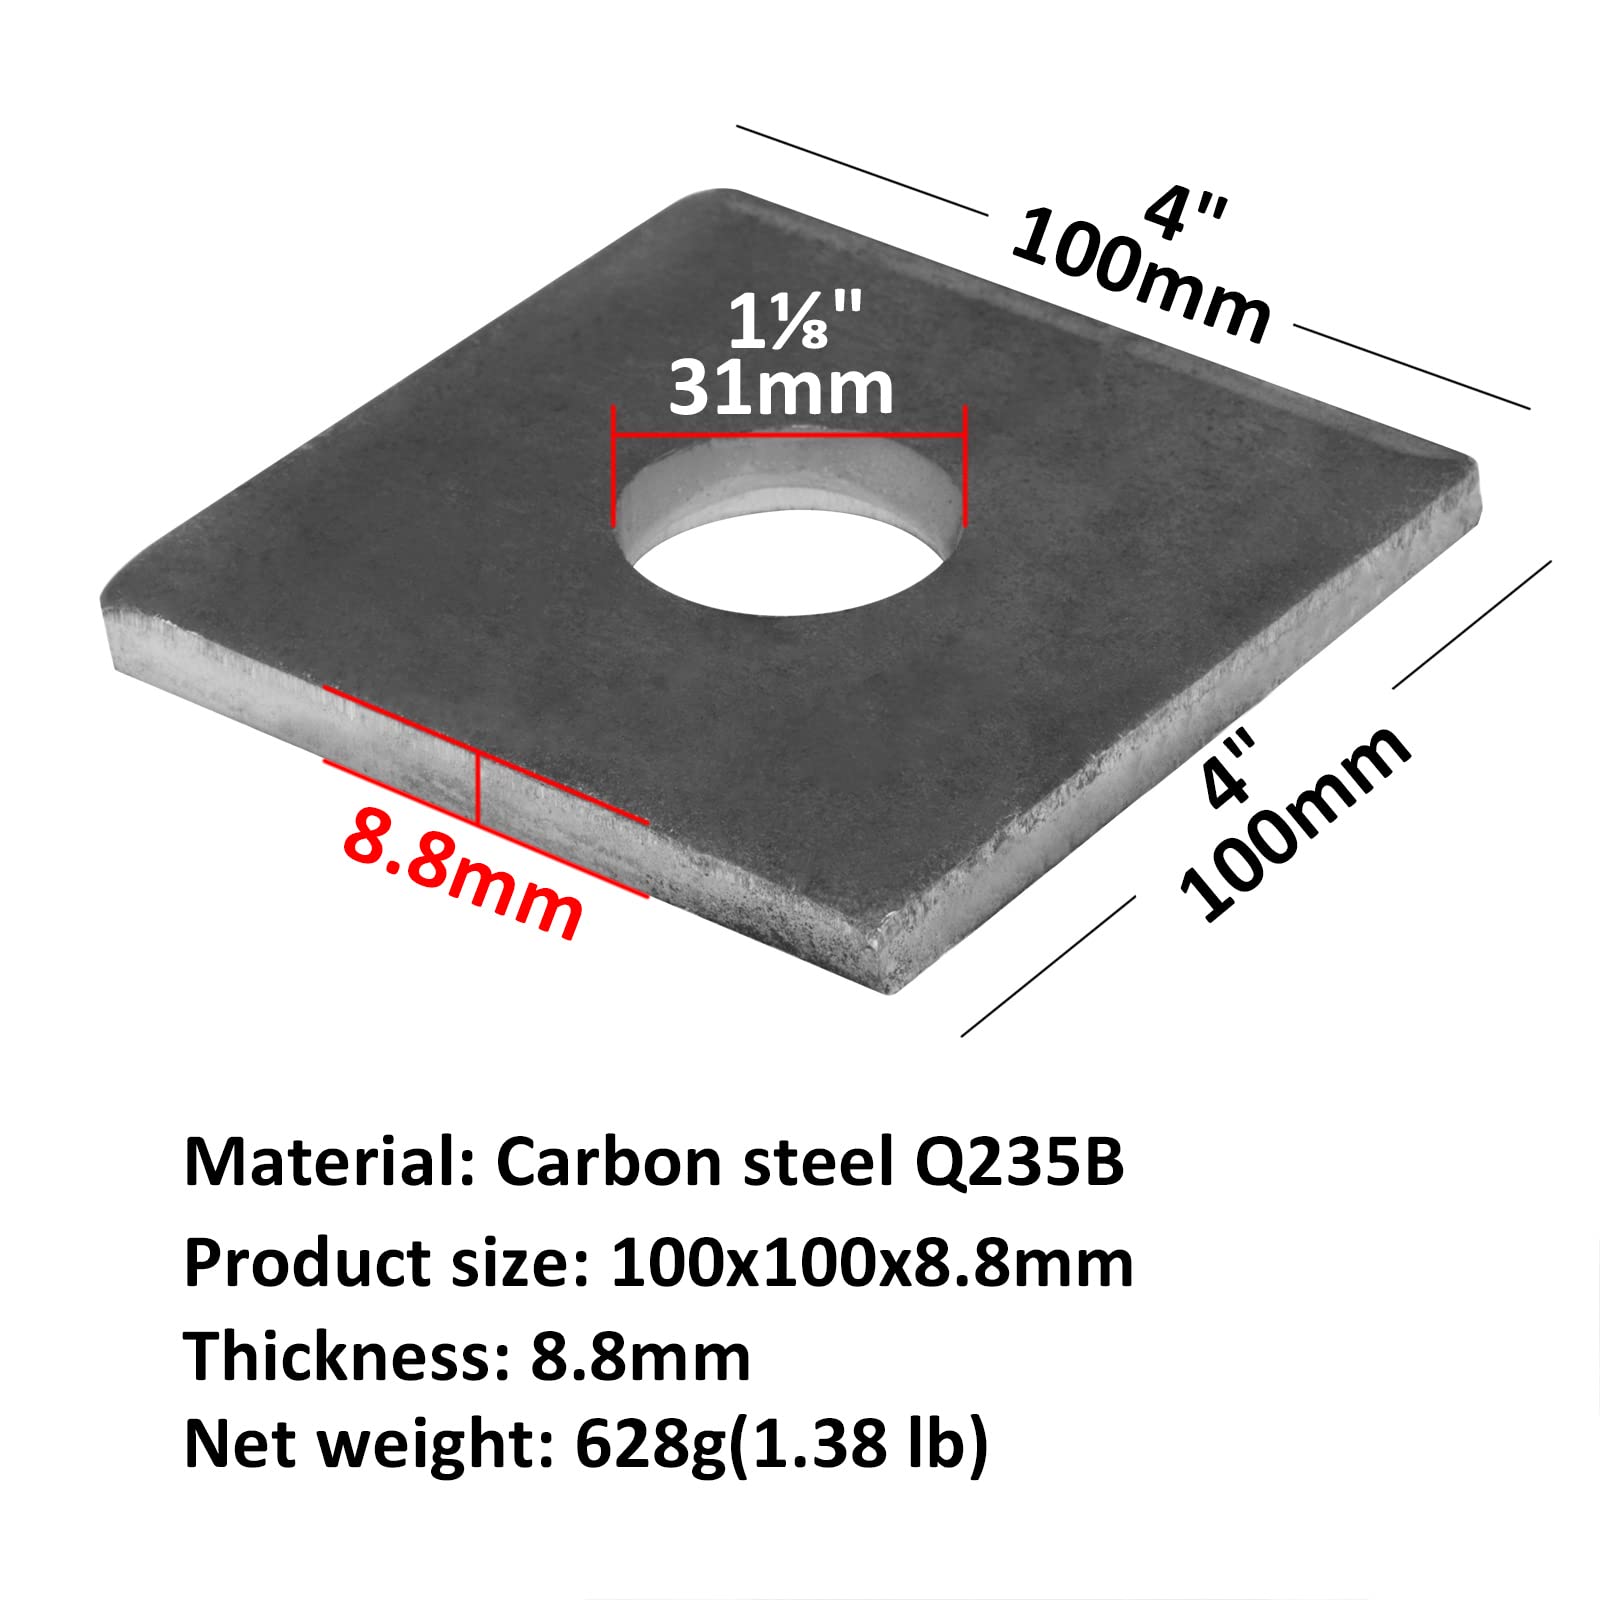 4"
100mm
1⅛"
31mm
4"
100mm
8.8mm
Material: Carbon steel Q235B
Product size: 100x100x8.8mm
Thickness: 8.8mm
Net weight: 628g(1.38 lb)